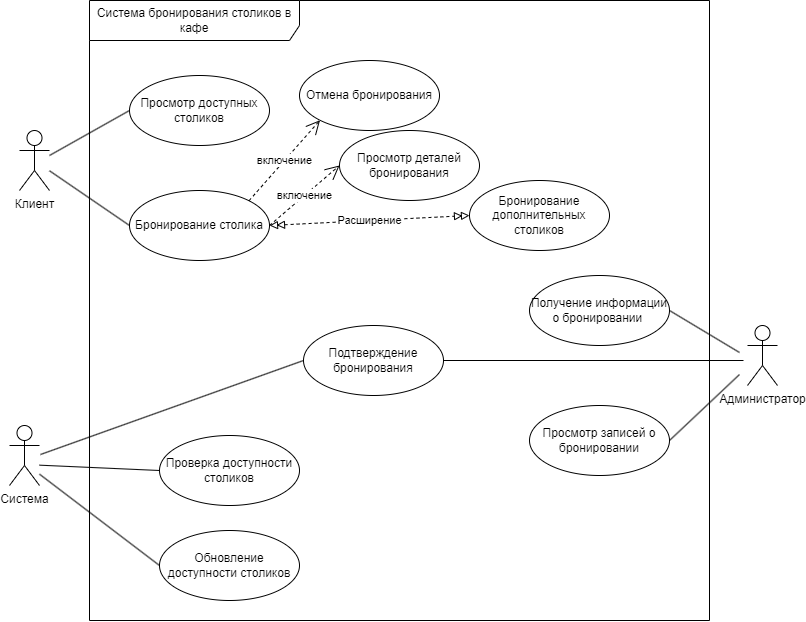 Система бронирования столиков в
кафе
Отмена бронирования
Просмотр доступных
столиков
включение
Просмотр деталей
бронирования
Клиент
включение
Бронирование столика
Расширение
Бронирование
дополнительных
столиков
Получение информации
о бронировании
Подтверждение
бронирования
Администратор
Просмотр записей о
бронировании
Проверка доступности
столиков
Система
Обновление
доступности столиков